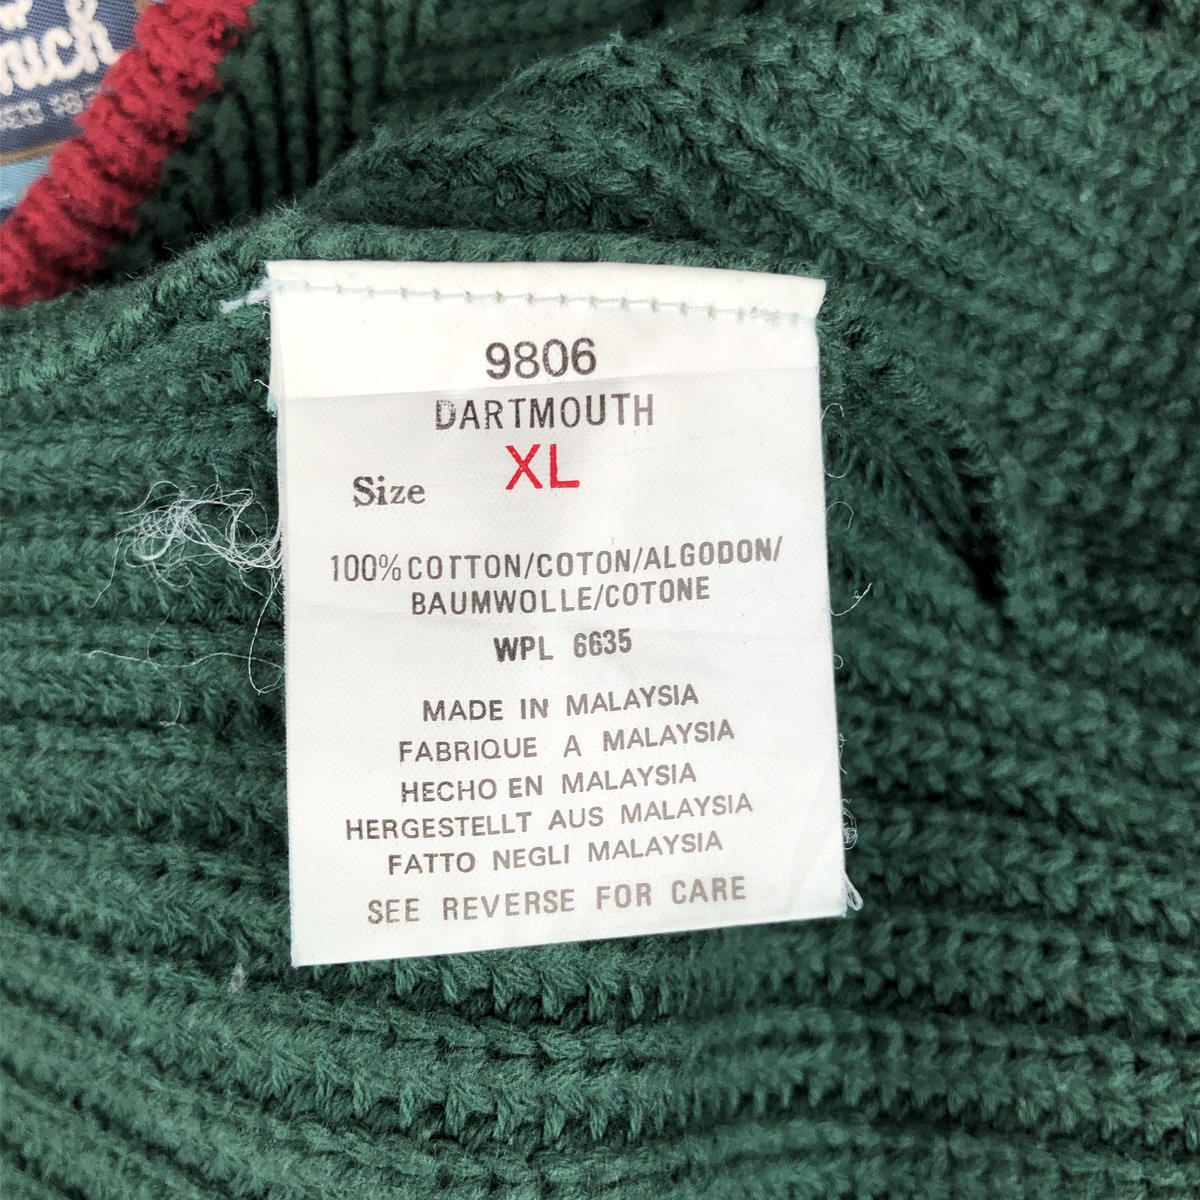 9806
DARTMOUTH
XL
Size
100% COTTON/COTON/ALGODON/
BAUMWOLLE/COTONE
WPL 6635
MADE IN MALAYSIA
FABRIQUE A MALAYSIA
HECHO EN MALAYSIA
HERGESTELLT AUS MALAYSIA
FATTO NEGLI MALAYSIA
SEE REVERSE FOR CARE